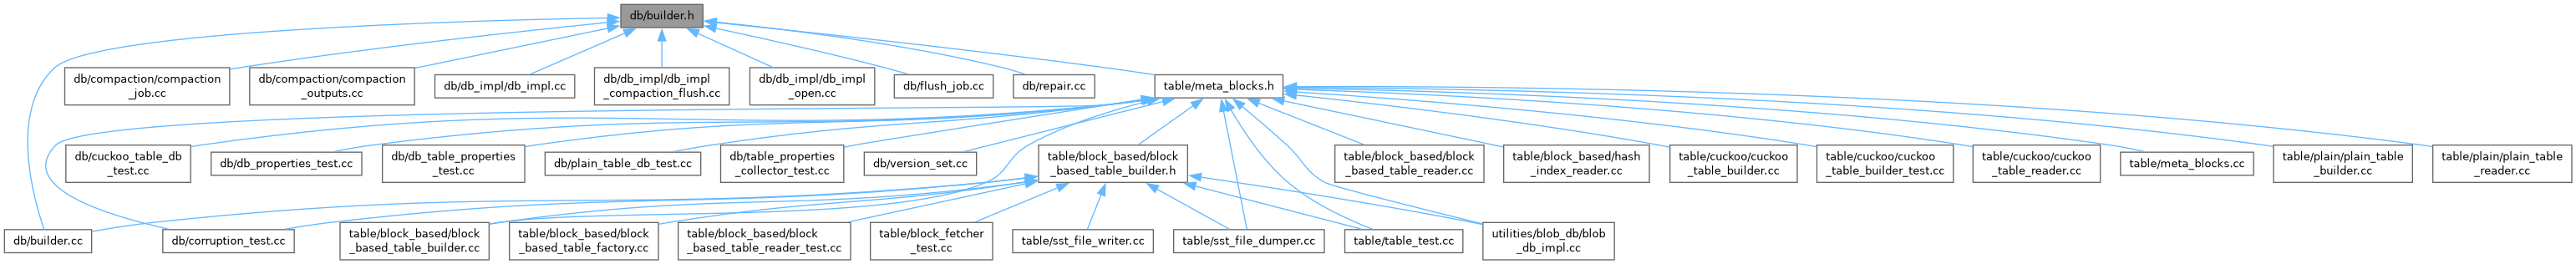 db/builder.h
db/compaction/compaction
_job.cc
db/compaction/compaction
_outputs.cc
db/db_impl/db_impl.cc
db/db_impl/db_impl
_compaction_flush.cc
db/db_impl/db_impl
_open.cc
db/flush_job.cc
db/repair.cc
table/meta_blocks.h
db/cuckoo_table_db
_test.cc
db/db_properties_test.cc
db/db_table_properties
_test.cc
db/plain_table_db_test.cc
db/table_properties
_collector_test.cc
db/version_set.cc
table/block_based/block
_based_table_builder.h
table/block_based/block
_based_table_reader.cc
table/block_based/hash
_index_reader.cc
table/cuckoo/cuckoo
_table_builder.cc
table/cuckoo/cuckoo
_table_builder_test.cc
table/cuckoo/cuckoo
_table_reader.cc
table/meta_blocks.cc
table/plain/plain_table
_builder.cc
table/plain/plain_table
_reader.cc
db/builder.cc
db/corruption_test.cc
table/block_based/block
_based_table_builder.cc
table/block_based/block
_based_table_factory.cc
table/block_based/block
_based_table_reader_test.cc
table/block_fetcher
_test.cc
table/sst_file_writer.cc
table/sst_file_dumper.cc
table/table_test.cc
utilities/blob_db/blob
_db_impl.cc